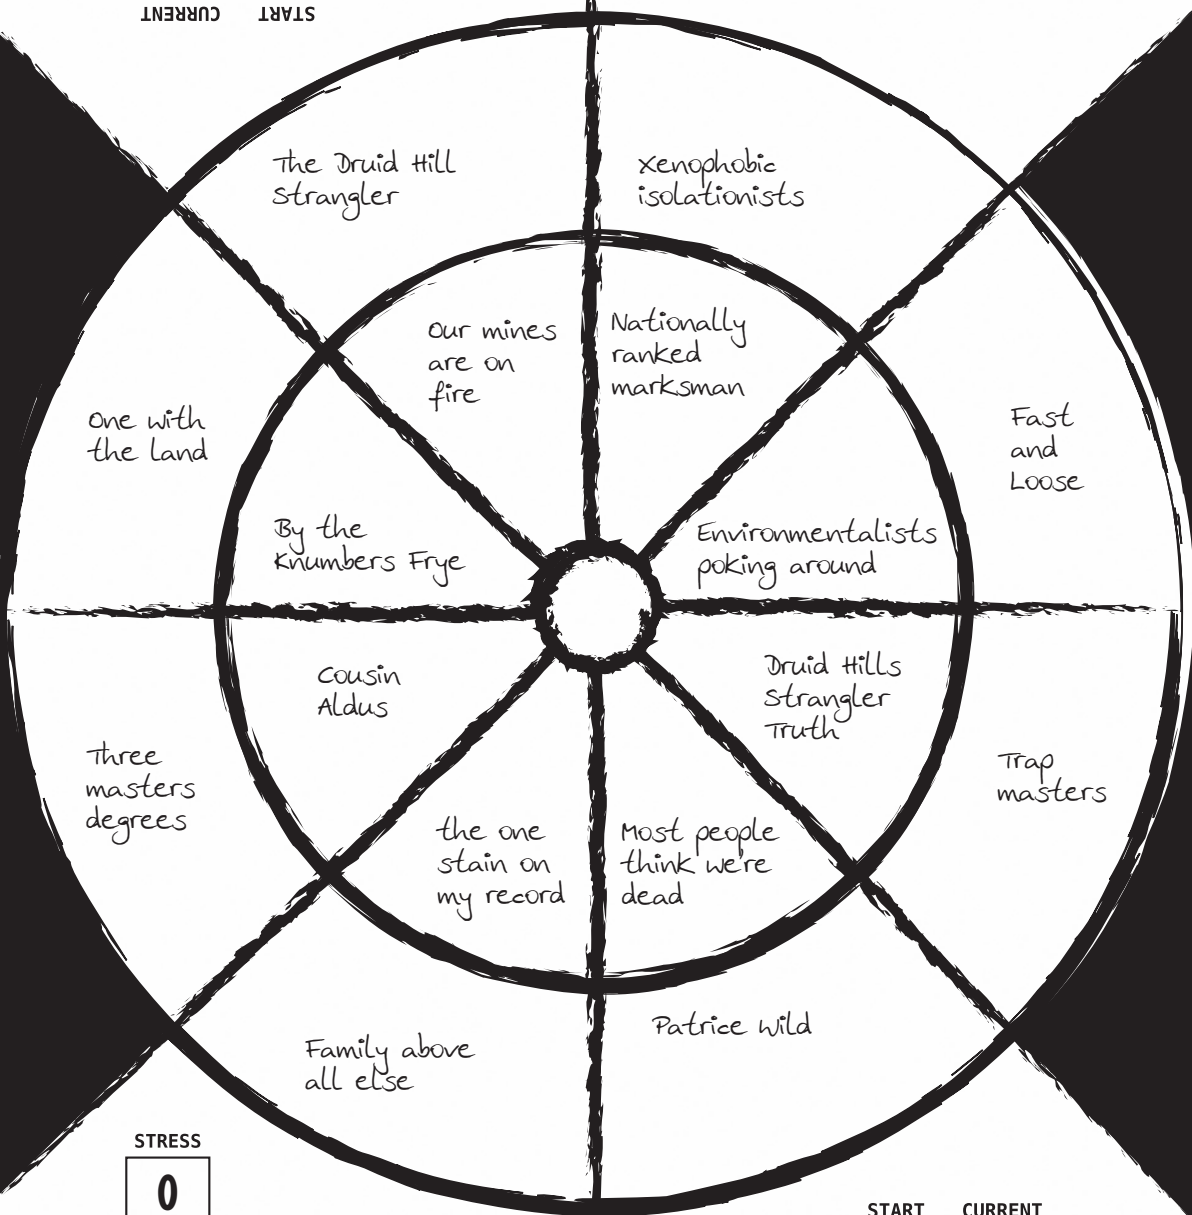 START CURRENT
The Druid Hill
Strangler
Xenophobic
isolationists
Our mines
are on
fire
Nationally
ranked
marksman
One with
the land
Fast
and
Loose
By the
Knumbers Frye
Environmentalists
poking around
Cousin
Aldus
Druid Hills
Strangler
Truth
Three
masters
degrees
Trap
masters
the one
stain on
my record
Most people
think we're
dead
Family above
all else
Patrice Wild
STRESS
0
START CURRENT